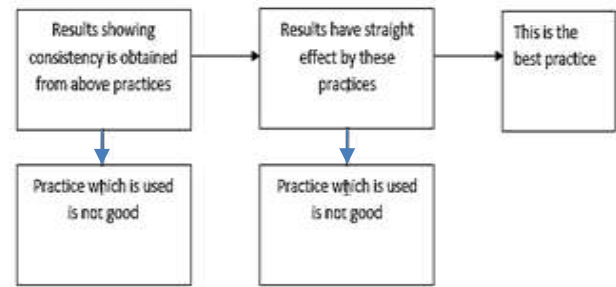 Results showing
consistency is obtained
from above practices
Results have straight
effect by these
practices
This is the
best practice
Practice which is used
is not good
Practice which is used
is not good